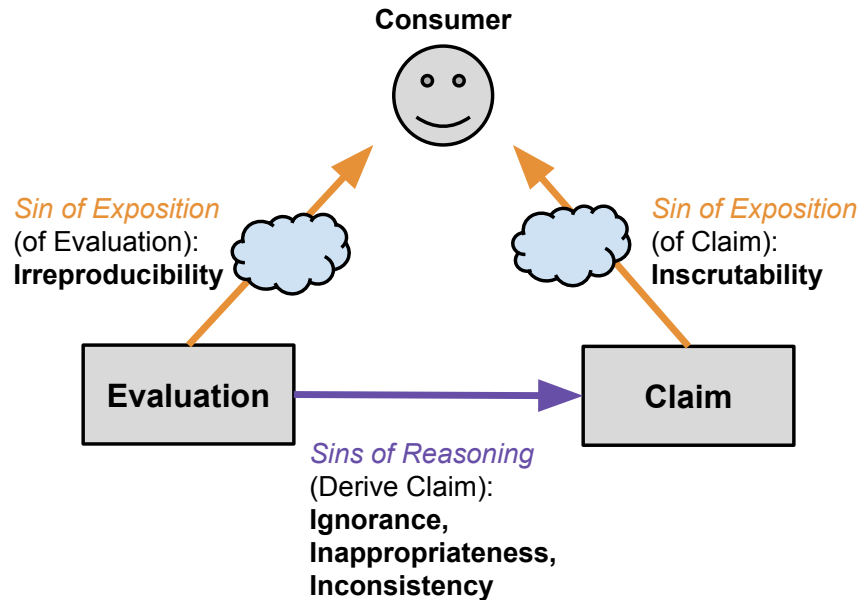 Consumer
Sin of Exposition
(of Evaluation):
Irreproducibility
Sin of Exposition
(of Claim):
Inscrutability
Evaluation
Claim
Sins of Reasoning
(Derive Claim):
Ignorance,
Inappropriateness,
Inconsistency